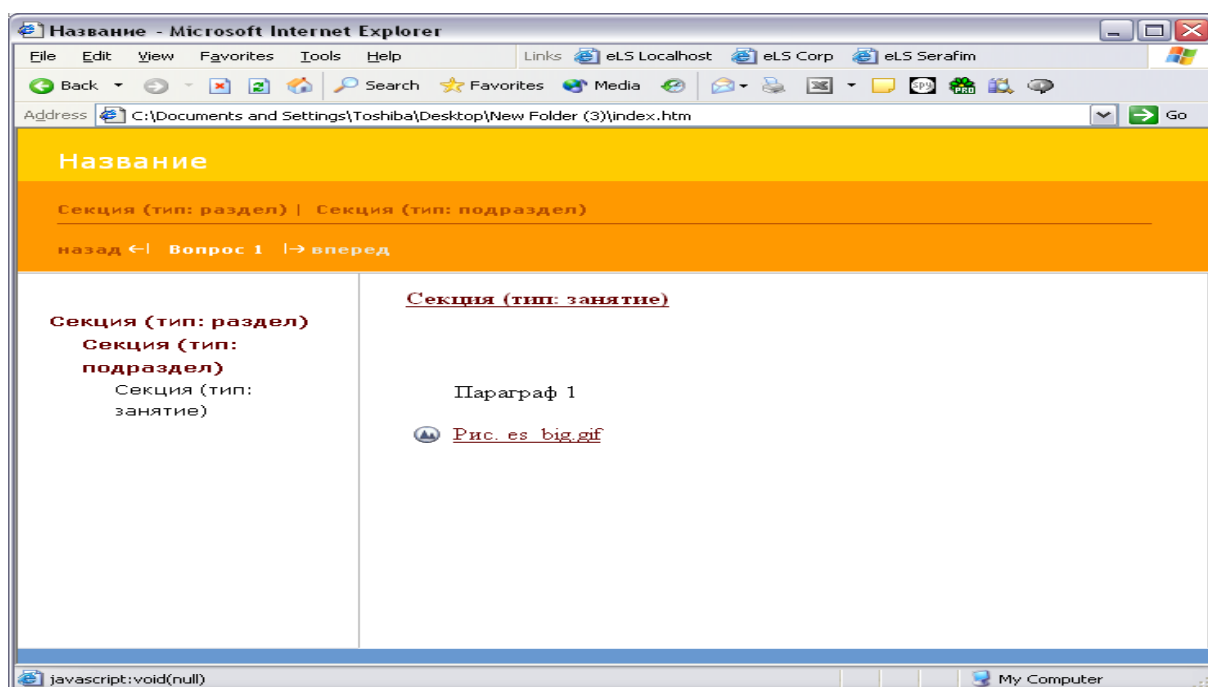 Название - Microsoft Internet Explorer
File Edit View Favorites Tools Help Links eLS Localhost eLS Corp eLS Serafim
Back Search Favorites Media
Address C:\Documents and Settings\Toshiba\Desktop\New Folder (3)\index.htm Go
Название
Секция (тип: раздел) | Секция (тип: подраздел)
назад ←| Вопрос 1 |→ вперед
Секция (тип: раздел)
Секция (тип:
подраздел)
Секция (тип:
занятие)
Секция (тип: занятие)
Параграф 1
Рис. es_big.gif
javascript:void(null) My Computer